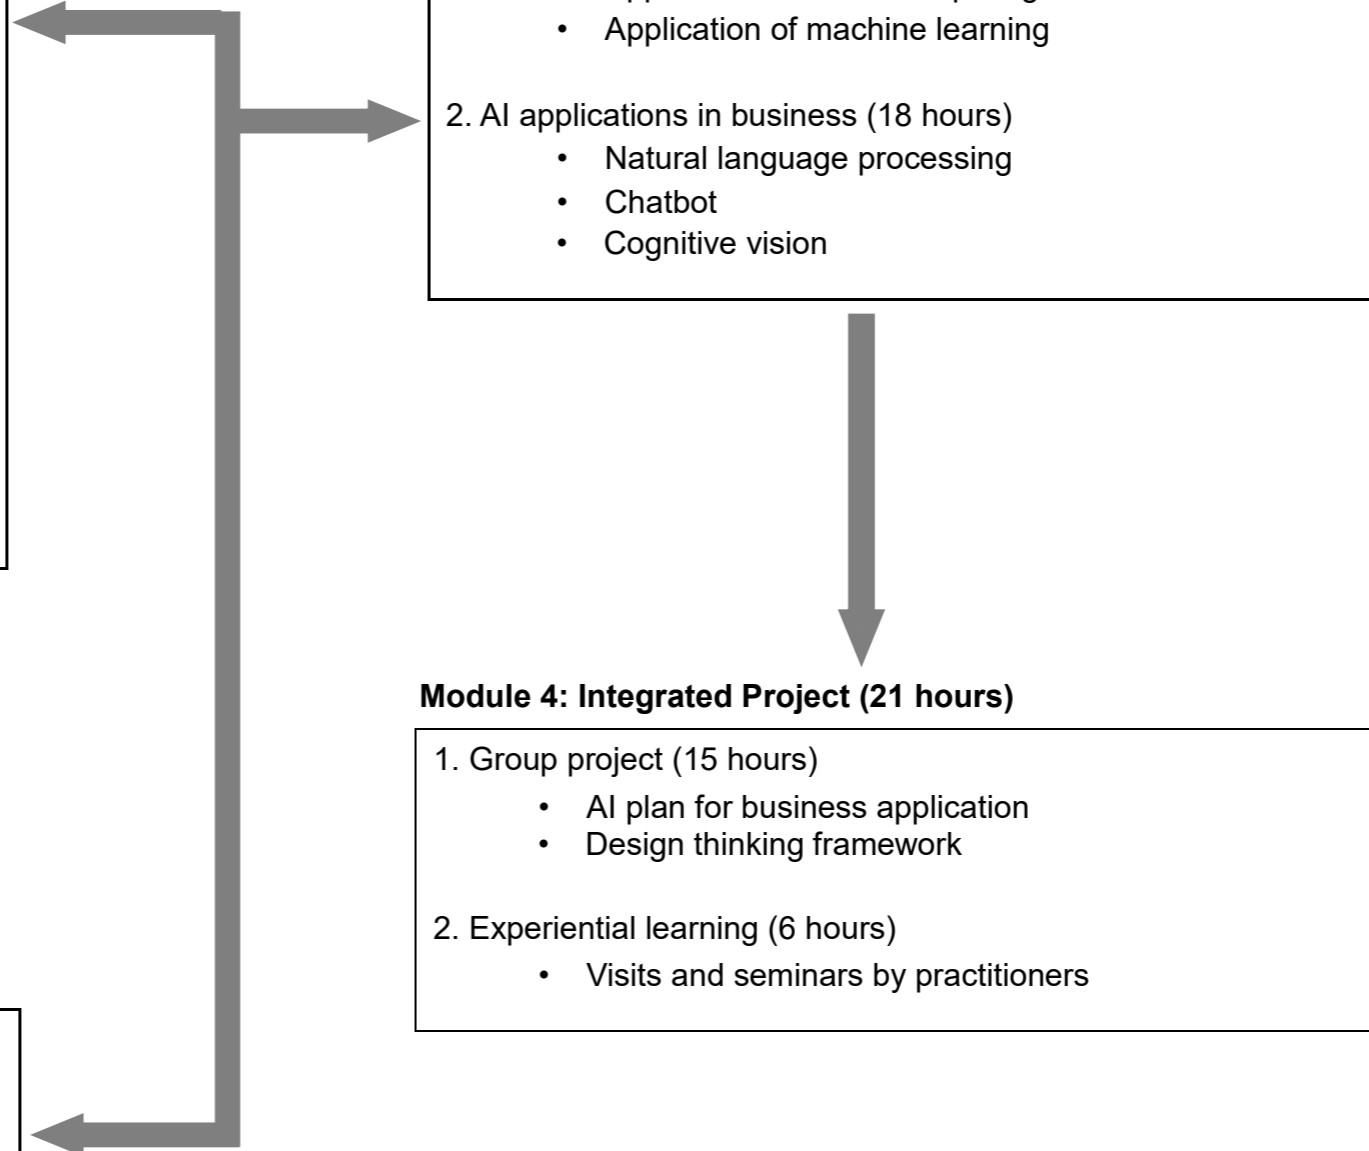 • Application of machine learning
2. AI applications in business (18 hours)
• Natural language processing
• Chatbot
• Cognitive vision
Module 4: Integrated Project (21 hours)
1. Group project (15 hours)
• AI plan for business application
• Design thinking framework
2. Experiential learning (6 hours)
• Visits and seminars by practitioners